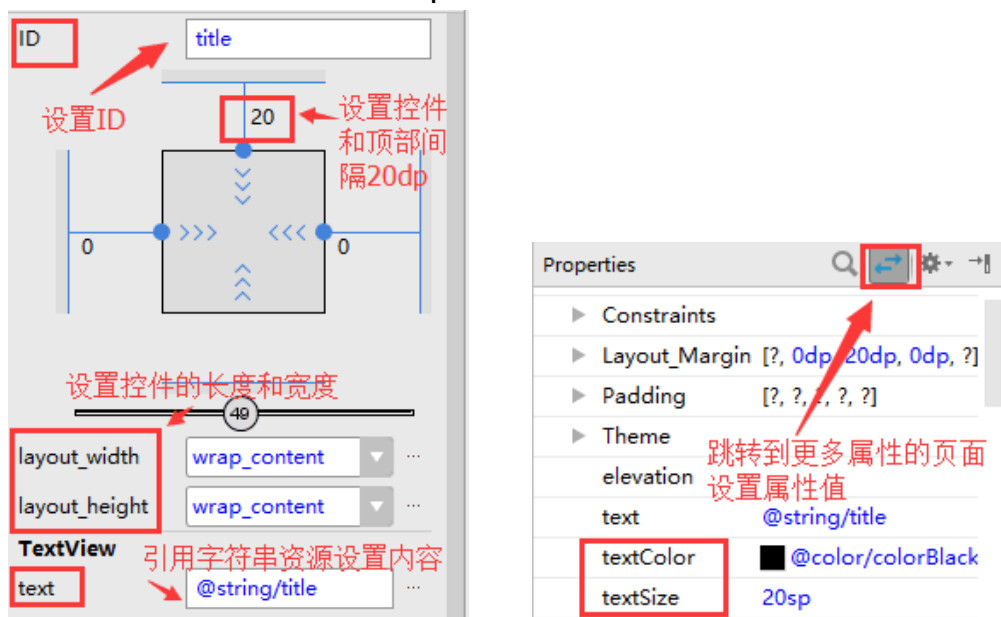 ID
title
设置ID
20
设置控件
和顶部间
隔20dp
0
0
设置控件的长度和宽度
49
layout_width
wrap_content
layout_height
wrap_content
TextView
引用字符串资源设置内容
text
@string/title
Properties
Constraints
Layout_Margin [?, 0dp, 20dp, 0dp, ?]
Padding [?, ?, ?, ?, ?]
Theme
跳转到更多属性的页面
设置属性值
elevation
text @string/title
textColor @color/colorBlack
textSize 20sp